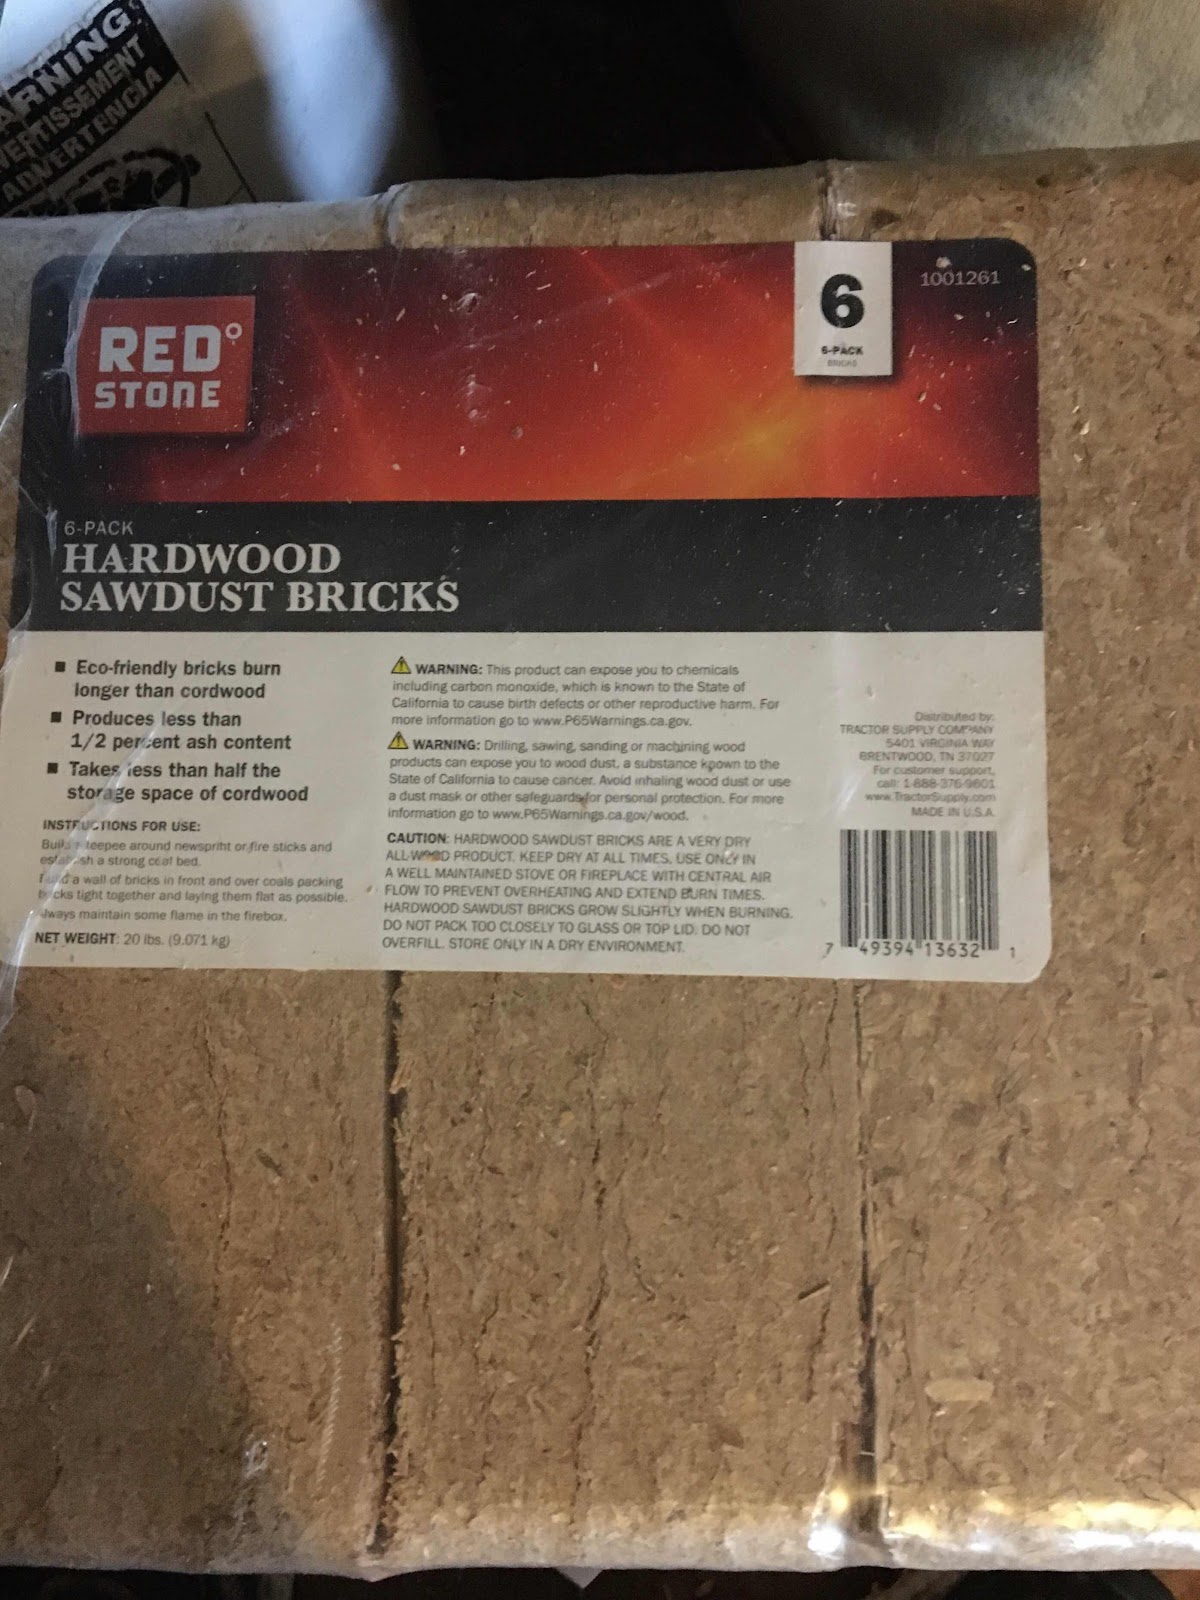 WARNING
AVERTISSEMENT
ADVERTENCIA
RED°
STONE
6
6-PACK
BRICKS
1001261
6-PACK
HARDWOOD
SAWDUST BRICKS
■ Eco-friendly bricks burn
longer than cordwood
■ Produces less than
1/2 percent ash content
■ Takes less than half the
storage space of cordwood
INSTRUCTIONS FOR USE:
Build teepee around newsprint or fire sticks and
establish a strong coal bed.
a wall of bricks in front and over coals packing
bricks tight together and laying them flat as possible.
Always maintain some flame in the firebox.
NET WEIGHT: 20 lbs. (9.071 kg)
WARNING: This product can expose you to chemicals
including carbon monoxide, which is known to the State of
California to cause birth defects or other reproductive harm. For
more information go to www.P65Warnings.ca.gov.
WARNING: Drilling, sawing, sanding or machining wood
products can expose you to wood dust, a substance known to the
State of California to cause cancer. Avoid inhaling wood dust or use
a dust mask or other safeguards for personal protection. For more
information go to www.P65Warnings.ca.gov/wood.
CAUTION: HARDWOOD SAWDUST BRICKS ARE A VERY DRY
ALL-WOOD PRODUCT. KEEP DRY AT ALL TIMES. USE ONLY IN
A WELL MAINTAINED STOVE OR FIREPLACE WITH CENTRAL AIR
FLOW TO PREVENT OVERHEATING AND EXTEND BURN TIMES.
HARDWOOD SAWDUST BRICKS GROW SLIGHTLY WHEN BURNING.
DO NOT PACK TOO CLOSELY TO GLASS OR TOP LID. DO NOT
OVERFILL. STORE ONLY IN A DRY ENVIRONMENT.
Distributed by:
TRACTOR SUPPLY COMPANY
5401 VIRGINIA WAY
BRENTWOOD, TN 37027
For customer support,
call: 1-888-376-9601
www.TractorSupply.com
MADE IN U.S.A.
7 49394 13632 1